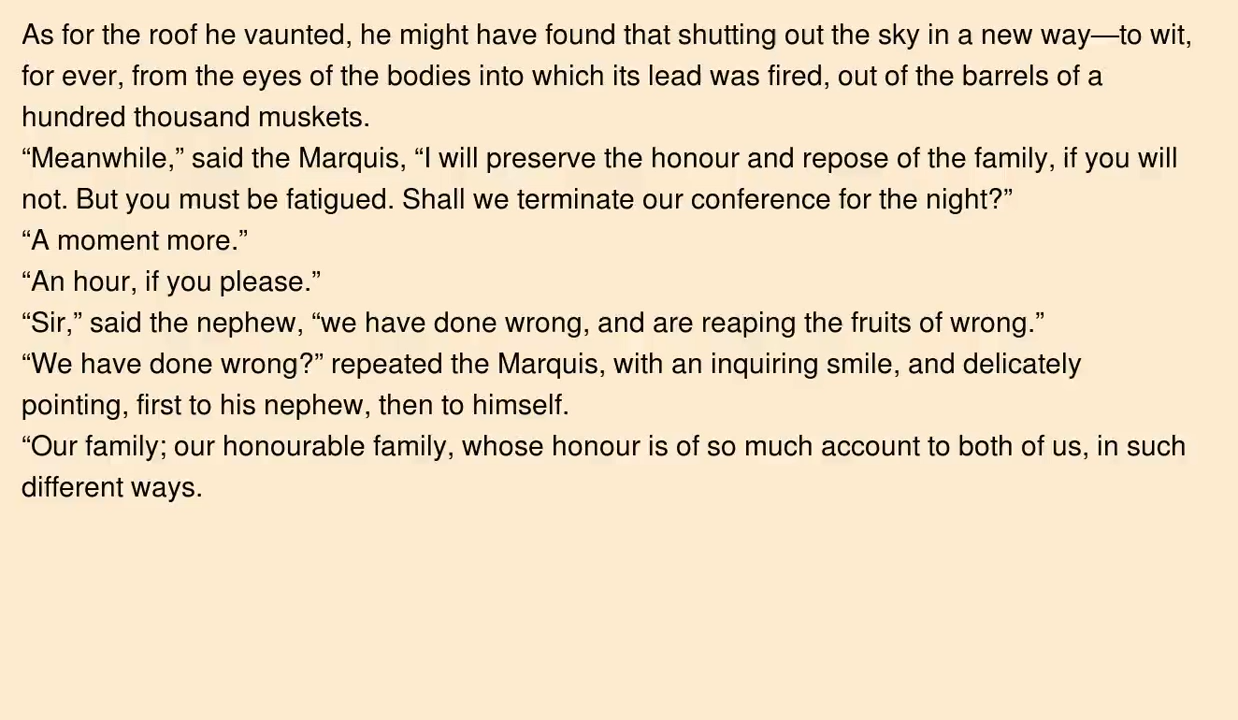 As for the roof he vaunted, he might have found that shutting out the sky in a new way—to wit,
for ever, from the eyes of the bodies into which its lead was fired, out of the barrels of a
hundred thousand muskets.
“Meanwhile,” said the Marquis, “I will preserve the honour and repose of the family, if you will
not. But you must be fatigued. Shall we terminate our conference for the night?”
“A moment more.”
“An hour, if you please.”
“Sir,” said the nephew, “we have done wrong, and are reaping the fruits of wrong.”
“We have done wrong?” repeated the Marquis, with an inquiring smile, and delicately
pointing, first to his nephew, then to himself.
“Our family; our honourable family, whose honour is of so much account to both of us, in such
different ways.